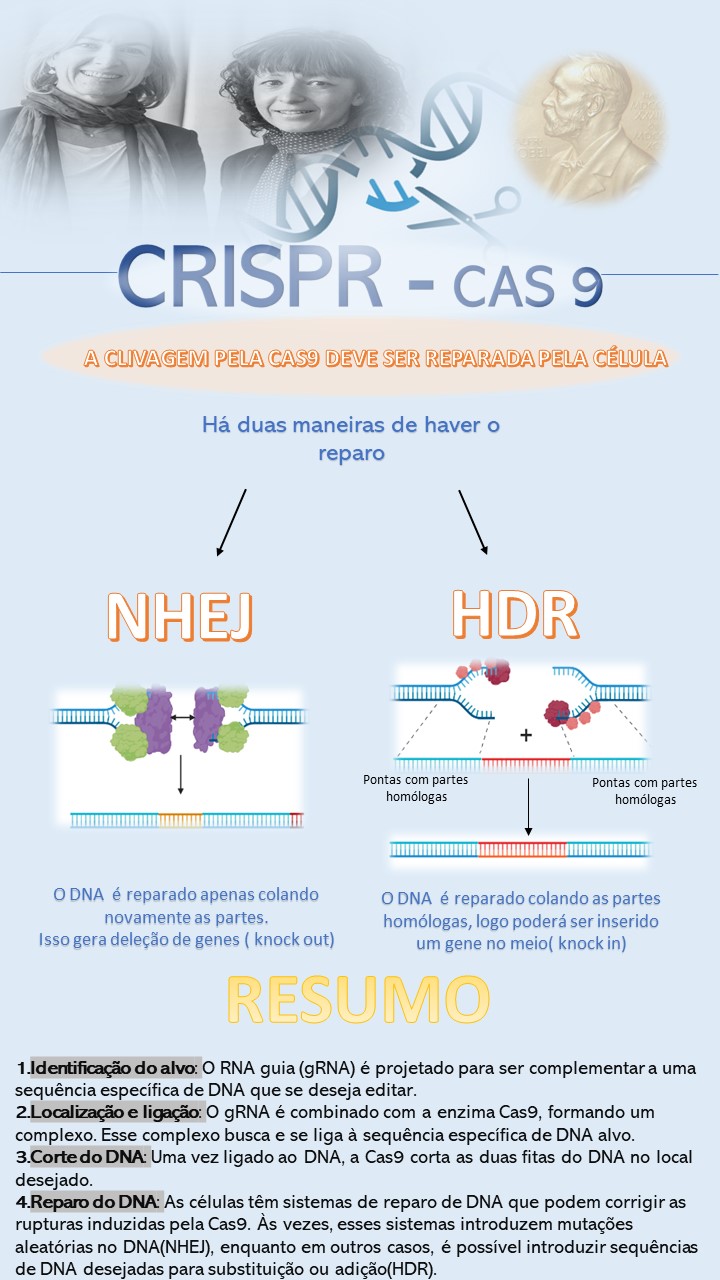 CRISPR - CAS 9
A CLIVAGEM PELA CAS9 DEVE SER REPARADA PELA CÉLULA
Há duas maneiras de haver o
reparo
NHEJ
HDR
+
Pontas com partes
homólogas
Pontas com partes
homólogas
O DNA é reparado apenas colando
novamente as partes.
Isso gera deleção de genes ( knock out)
O DNA é reparado colando as partes
homólogas, logo poderá ser inserido
um gene no meio( knock in)
RESUMO
1.Identificação do alvo: O RNA guia (gRNA) é projetado para ser complementar a uma
sequência específica de DNA que se deseja editar.
2.Localização e ligação: O gRNA é combinado com a enzima Cas9, formando um
complexo. Esse complexo busca e se liga à sequência específica de DNA alvo.
3.Corte do DNA: Uma vez ligado ao DNA, a Cas9 corta as duas fitas do DNA no local
desejado.
4.Reparo do DNA: As células têm sistemas de reparo de DNA que podem corrigir as
rupturas induzidas pela Cas9. Às vezes, esses sistemas introduzem mutações
aleatórias no DNA(NHEJ), enquanto em outros casos, é possível introduzir sequências
de DNA desejadas para substituição ou adição(HDR).